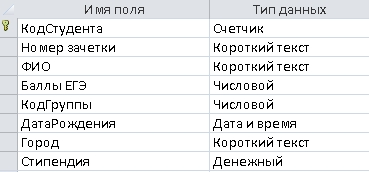 Имя поля Тип данных
КодСтудента Счетчик
Номер зачетки Короткий текст
ФИО Короткий текст
Баллы ЕГЭ Числовой
КодГруппы Числовой
ДатаРождения Дата и время
Город Короткий текст
Стипендия Денежный